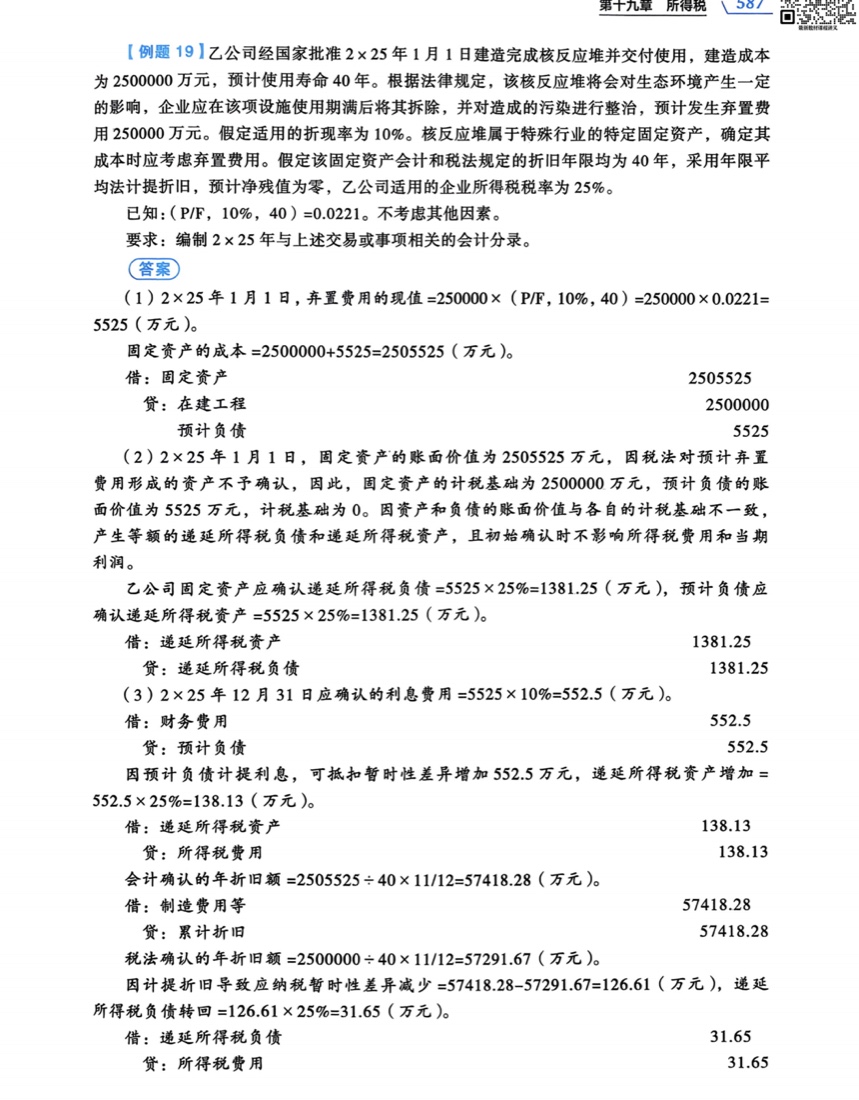 第十九章 所得税 587
【例题 19】乙公司经国家批准 2×25 年 1 月 1 日建造完成核反应堆并交付使用，建造成本
为 2500000 万元，预计使用寿命 40 年。根据法律规定，该核反应堆将会对生态环境产生一定
的影响，企业应在该项设施使用期满后将其拆除，并对造成的污染进行整治，预计发生弃置费
用 250000 万元。假定适用的折现率为 10%。核反应堆属于特殊行业的特定固定资产，确定其
成本时应考虑弃置费用。假定该固定资产会计和税法规定的折旧年限均为 40 年，采用年限平
均法计提折旧，预计净残值为零，乙公司适用的企业所得税税率为 25%。
已知：（P/F，10%，40）=0.0221。不考虑其他因素。
要求：编制 2×25 年与上述交易或事项相关的会计分录。
答案
（1）2×25 年 1 月 1 日，弃置费用的现值 =250000×（P/F，10%，40）=250000×0.0221=
5525（万元）。
固定资产的成本 =2500000+5525=2505525（万元）。
借：固定资产 2505525
贷：在建工程 2500000
预计负债 5525
（2）2×25 年 1 月 1 日，固定资产的账面价值为 2505525 万元，因税法对预计弃置
费用形成的资产不予确认，因此，固定资产的计税基础为 2500000 万元，预计负债的账
面价值为 5525 万元，计税基础为 0。因资产和负债的账面价值与各自的计税基础不一致，
产生等额的递延所得税负债和递延所得税资产，且初始确认时不影响所得税费用和当期
利润。
乙公司固定资产应确认递延所得税负债 =5525×25%=1381.25（万元），预计负债应
确认递延所得税资产 =5525×25%=1381.25（万元）。
借：递延所得税资产 1381.25
贷：递延所得税负债 1381.25
（3）2×25 年 12 月 31 日应确认的利息费用 =5525×10%=552.5（万元）。
借：财务费用 552.5
贷：预计负债 552.5
因预计负债计提利息，可抵扣暂时性差异增加 552.5 万元，递延所得税资产增加 =
552.5×25%=138.13（万元）。
借：递延所得税资产 138.13
贷：所得税费用 138.13
会计确认的年折旧额 =2505525÷40×11/12=57418.28（万元）。
借：制造费用等 57418.28
贷：累计折旧 57418.28
税法确认的年折旧额 =2500000÷40×11/12=57291.67（万元）。
因计提折旧导致应纳税暂时性差异减少 =57418.28-57291.67=126.61（万元），递延
所得税负债转回 =126.61×25%=31.65（万元）。
借：递延所得税负债 31.65
贷：所得税费用 31.65